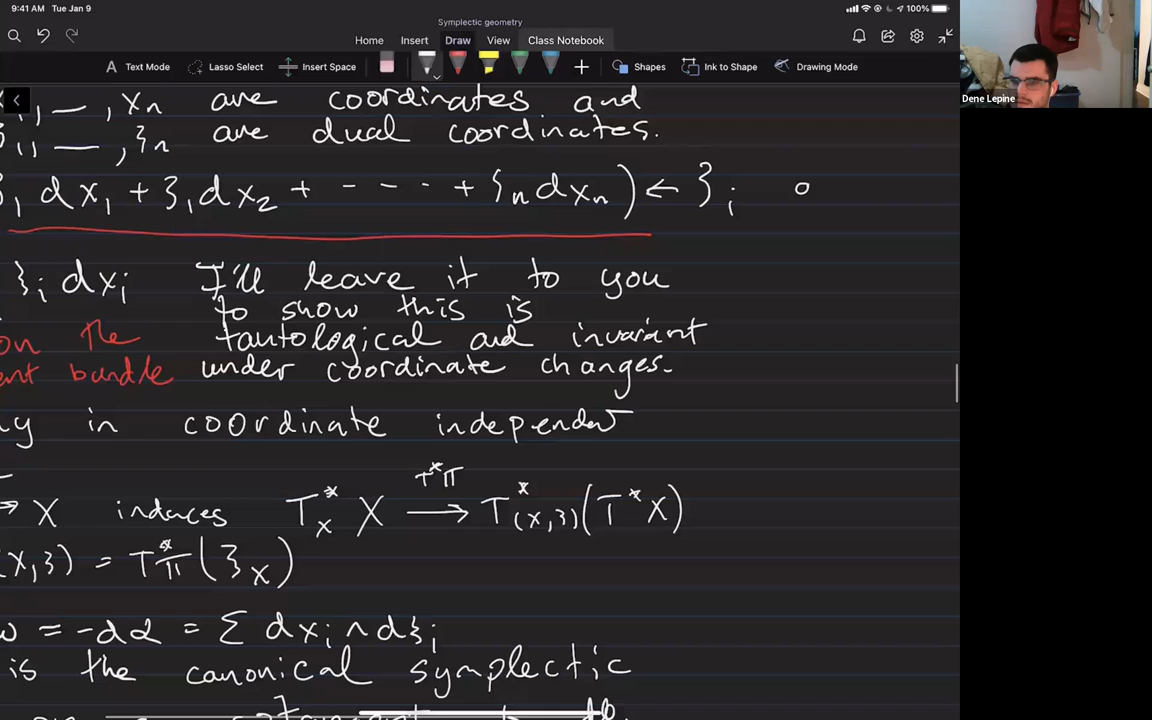 9:41 AM Tue Jan 9
100%
Symplectic geometry
Home Insert Draw View Class Notebook
Text Mode Lasso Select Insert Space Shapes Ink to Shape Drawing Mode
Dene Lepine
, — , xₙ are coordinates and
ξ₁, — , ξₙ are dual coordinates.
ξ₁ dx₁ + ξ₁ dx₂ + - - - · + ξₙ dxₙ ) ← ξᵢ o
ξᵢ dxᵢ I'll leave it to you
to show this is
on the tautological and invariant
ent bundle under coordinate changes.
in coordinate independent
→ X induces T*ₓ X —T*π→ T*₍ₓ,ξ₎(T*X)
(x,ξ) = T*π(ξₓ)
ω = -dα = Σ dxᵢ ∧ dξᵢ
is the canonical symplectic